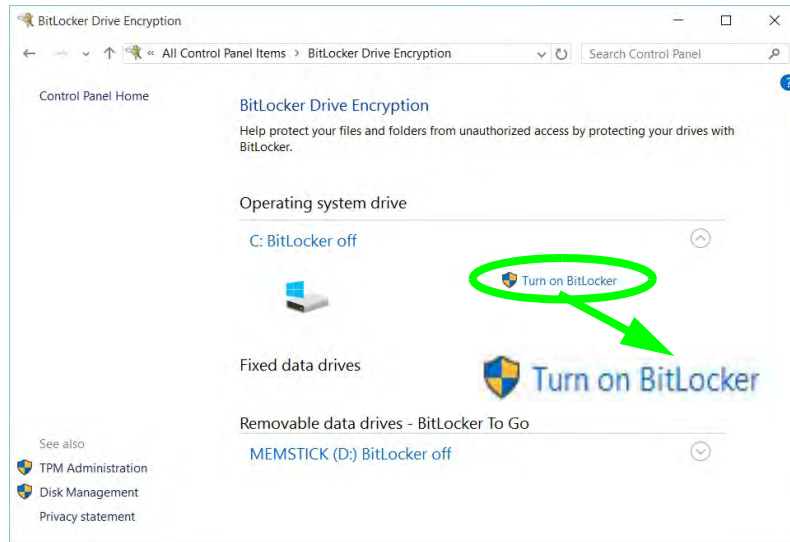 BitLocker Drive Encryption
« All Control Panel Items > BitLocker Drive Encryption
Search Control Panel
?
Control Panel Home
BitLocker Drive Encryption
Help protect your files and folders from unauthorized access by protecting your drives with
BitLocker.
Operating system drive
C: BitLocker off
Turn on BitLocker
Fixed data drives
Turn on BitLocker
Removable data drives - BitLocker To Go
MEMSTICK (D:) BitLocker off
See also
TPM Administration
Disk Management
Privacy statement